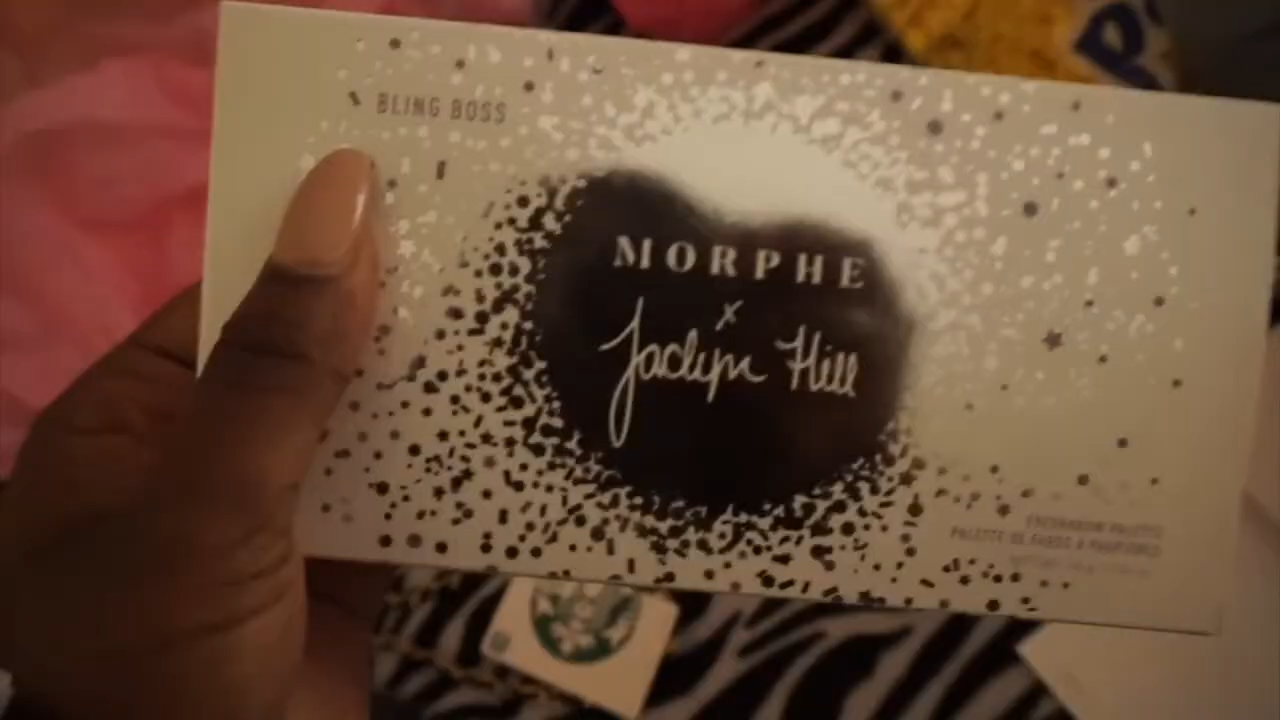 BLING BOSS
MORPHE
x
Jaclyn Hill
EYESHADOW PALETTE
PALETTE DE FARDS À PAUPIÈRES